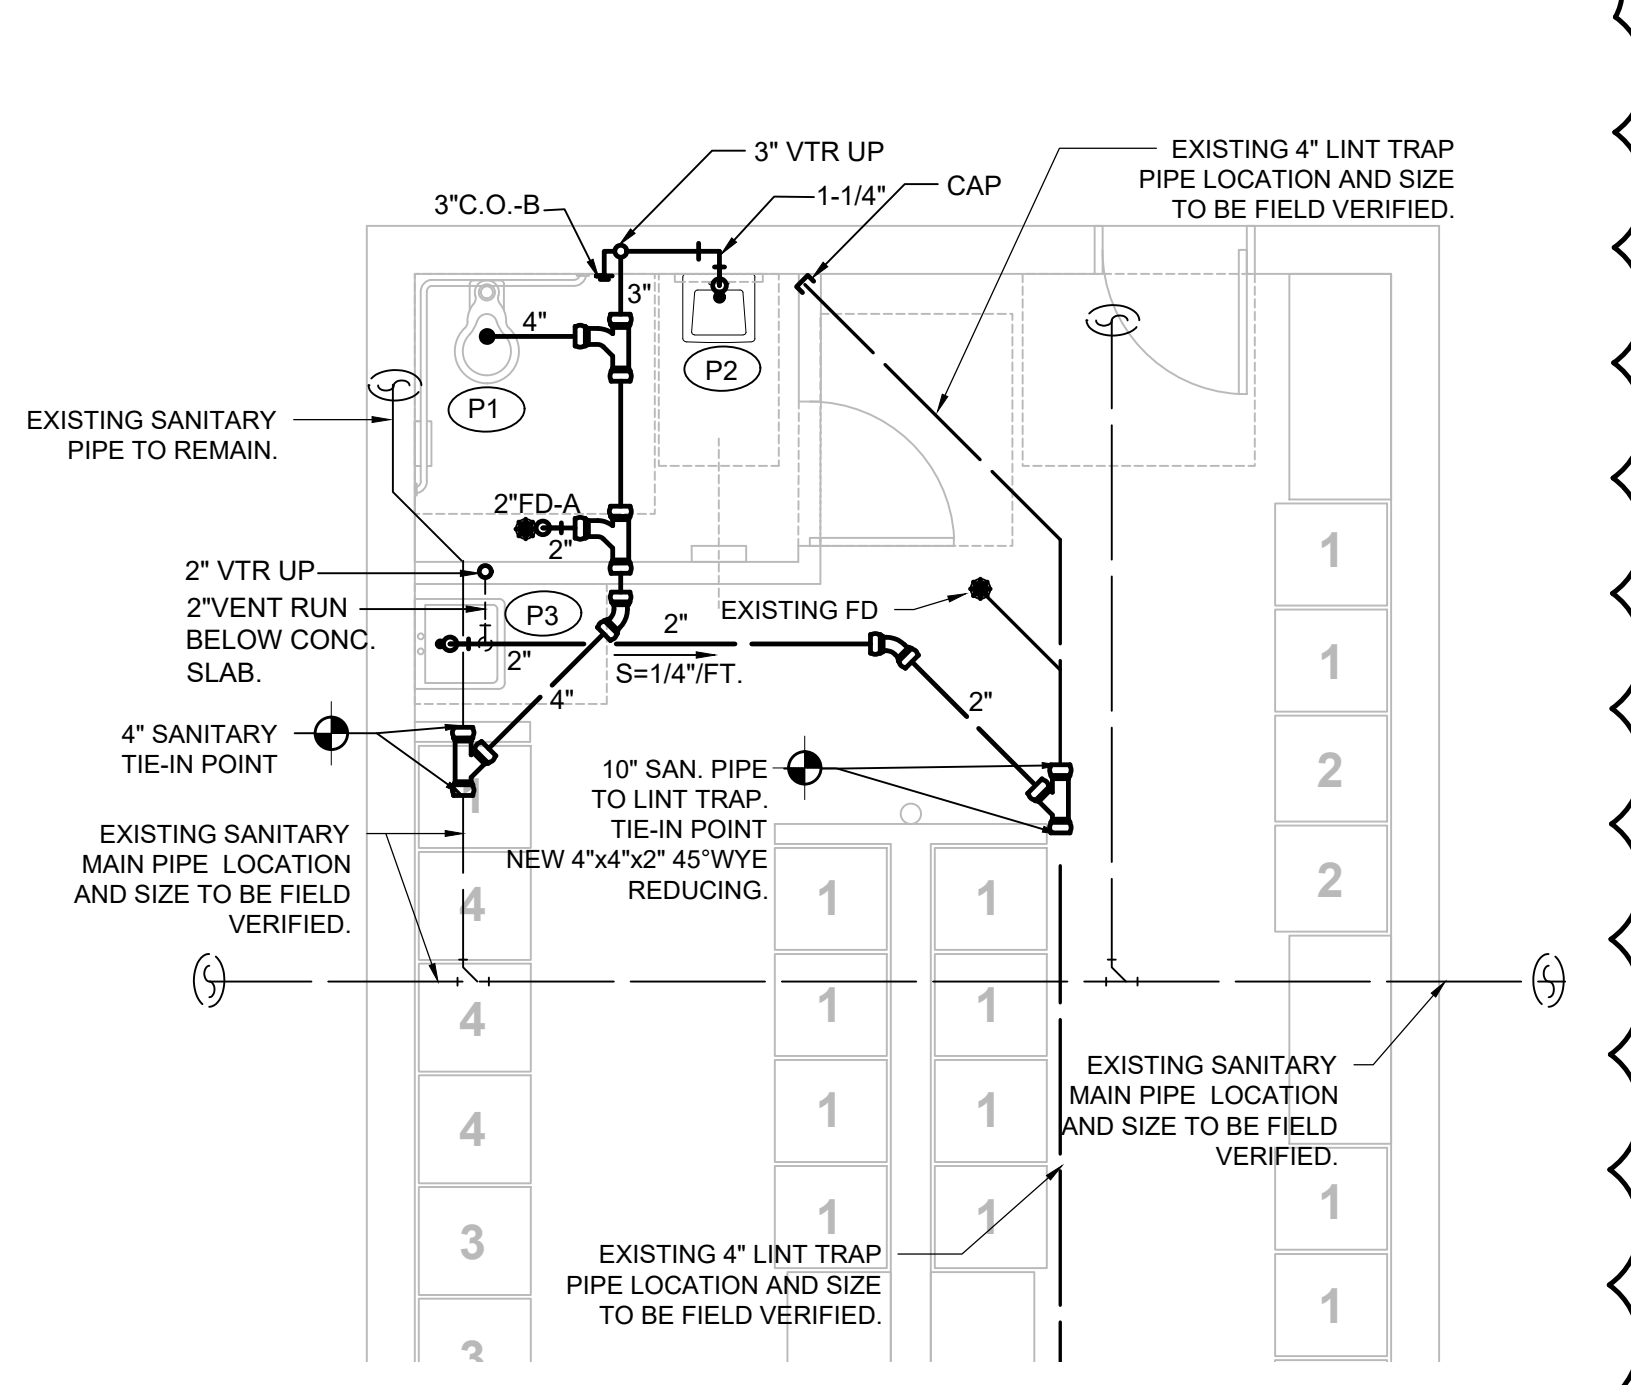 3" VTR UP
EXISTING 4" LINT TRAP
PIPE LOCATION AND SIZE
TO BE FIELD VERIFIED.
3"C.O.-B
1-1/4"
CAP
3"
4"
P2
P1
EXISTING SANITARY
PIPE TO REMAIN.
2"FD-A
2"
1
2" VTR UP
2"VENT RUN
BELOW CONC.
SLAB.
P3
EXISTING FD
2"
2"
S=1/4"/FT.
1
4"
2"
4" SANITARY
TIE-IN POINT
10" SAN. PIPE
TO LINT TRAP.
TIE-IN POINT
NEW 4"x4"x2" 45°WYE
REDUCING.
2
1
EXISTING SANITARY
MAIN PIPE  LOCATION
AND SIZE TO BE FIELD
VERIFIED.
4
1
1
2
4
1
1
EXISTING SANITARY
MAIN PIPE  LOCATION
AND SIZE TO BE FIELD
VERIFIED.
4
1
1
1
3
1
1
EXISTING 4" LINT TRAP
PIPE LOCATION AND SIZE
TO BE FIELD VERIFIED.
1
3